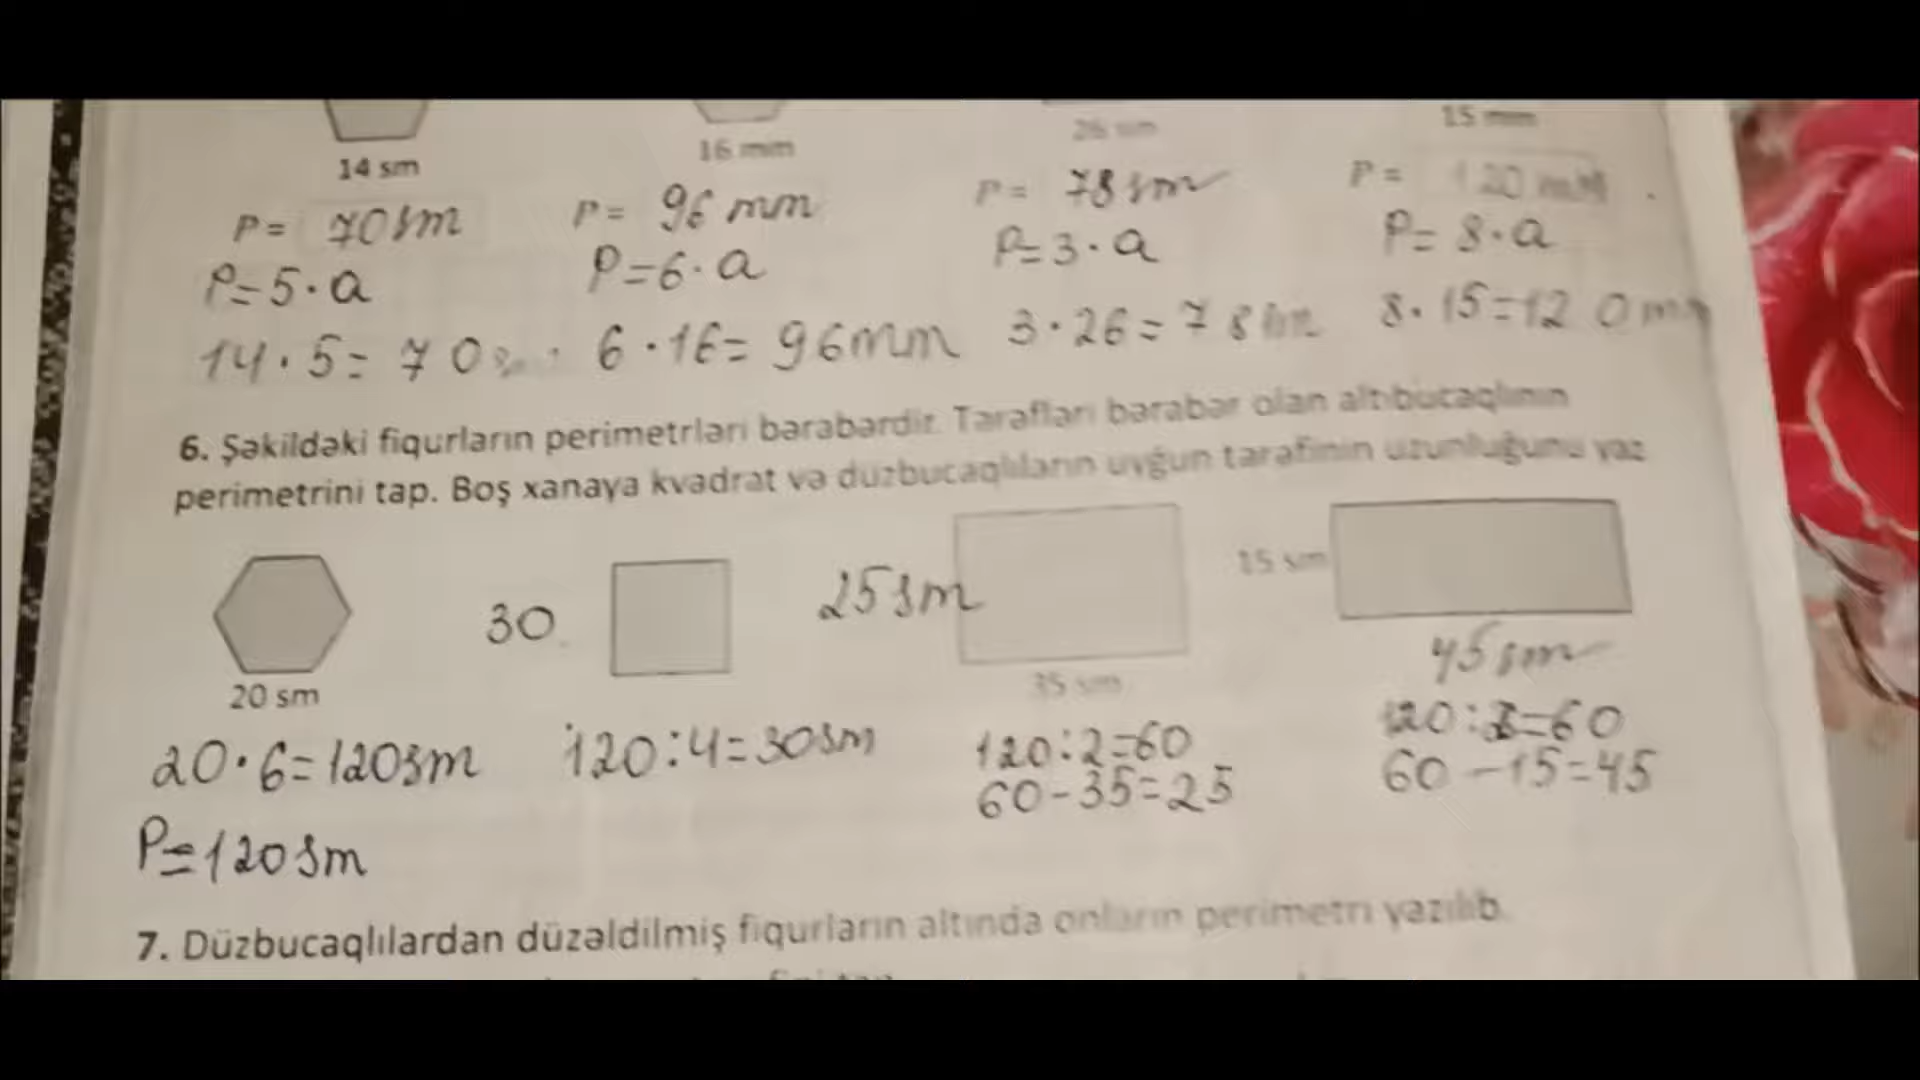 14 sm
16 mm
26 sm
15 mm
P = 70sm
P = 96 mm
P = 78sm
P = 120 mm
P=5·a
P=6·a
P=3·a
P=8·a
14·5=70
6·16=96mm
3·26=78sm
8·15=120 mm
6. Şəkildəki fiqurların perimetrləri bərabərdir. Tərəfləri bərabər olan altıbucaqlının
perimetrini tap. Boş xanaya kvadrat və düzbucaqlıların uyğun tərəfinin uzunluğunu yaz
30
25sm
15 sm
20 sm
35 sm
45sm
20·6=120sm
120:4=30sm
120:2=60
60-35=25
120:2=60
60-15=45
P=120sm
7. Düzbucaqlılardan düzəldilmiş fiqurların altında onların perimetri yazılıb.